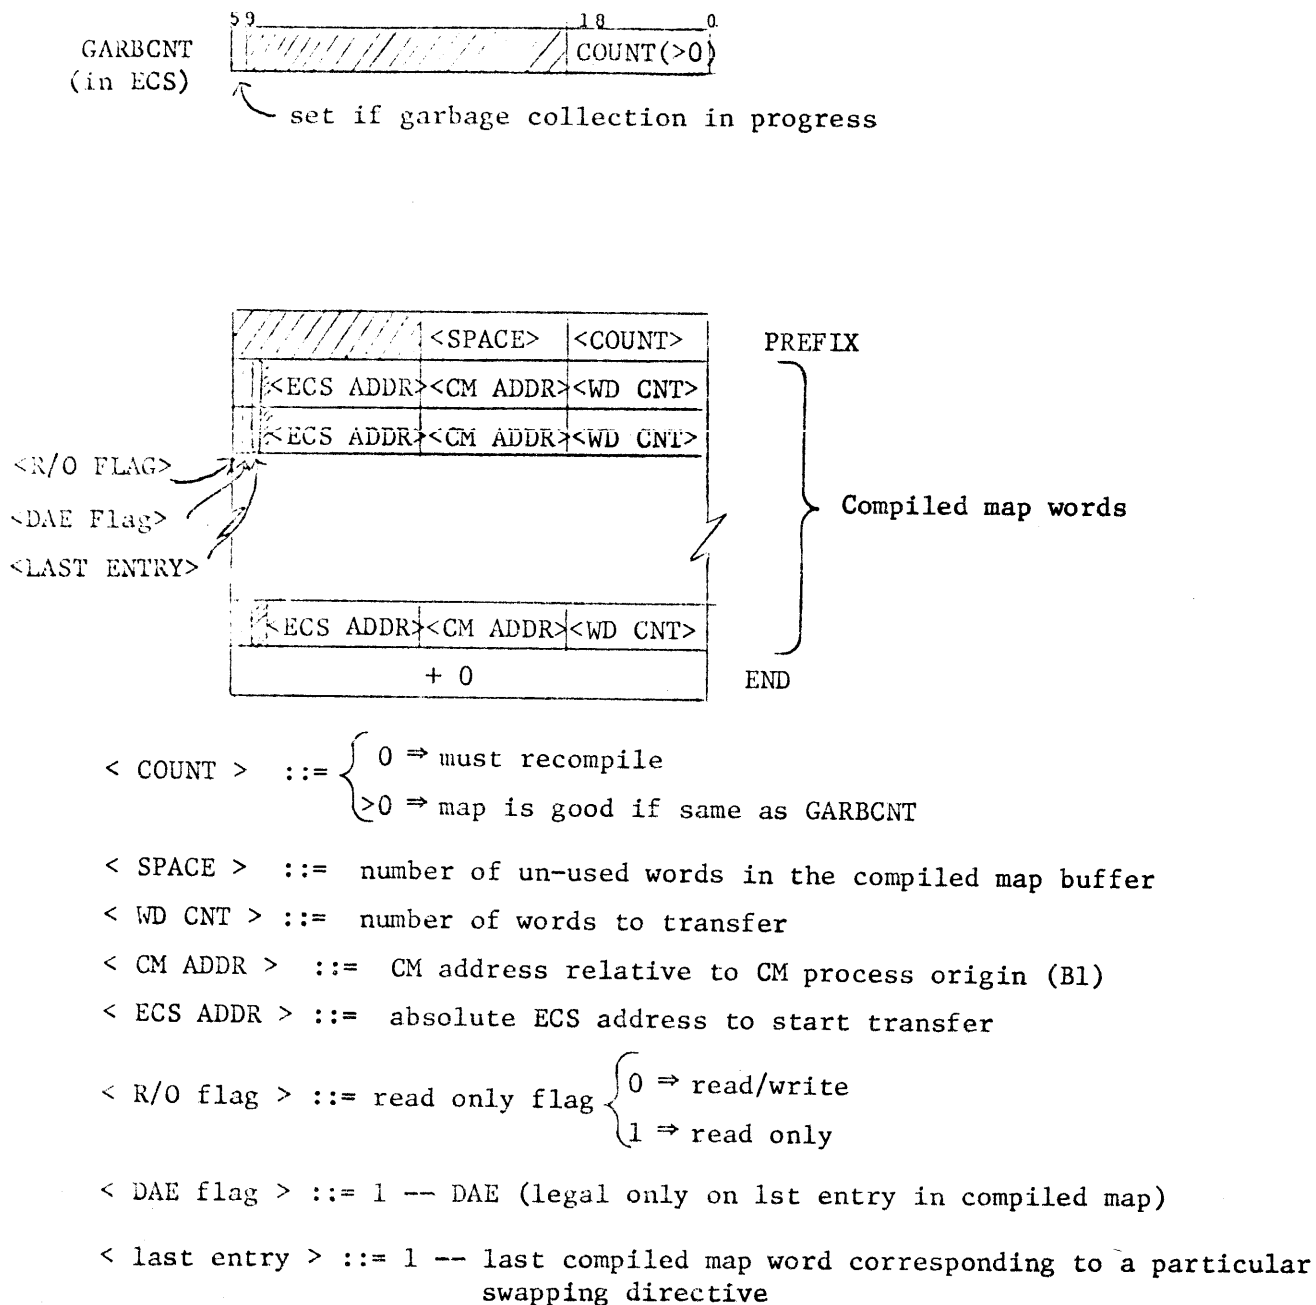 59 18 0
GARBCNT COUNT(>0)
(in ECS)
set if garbage collection in progress
<SPACE> <COUNT> PREFIX
<ECS ADDR> <CM ADDR> <WD CNT>
<ECS ADDR> <CM ADDR> <WD CNT>
<R/O FLAG>
<DAE Flag> Compiled map words
<LAST ENTRY>
<ECS ADDR> <CM ADDR> <WD CNT>
+ 0 END
< COUNT > ::= 0 ⇒ must recompile
>0 ⇒ map is good if same as GARBCNT
< SPACE > ::= number of un-used words in the compiled map buffer
< WD CNT > ::= number of words to transfer
< CM ADDR > ::= CM address relative to CM process origin (B1)
< ECS ADDR > ::= absolute ECS address to start transfer
< R/O flag > ::= read only flag 0 ⇒ read/write
1 ⇒ read only
< DAE flag > ::= 1 -- DAE (legal only on 1st entry in compiled map)
< last entry > ::= 1 -- last compiled map word corresponding to a particular
swapping directive